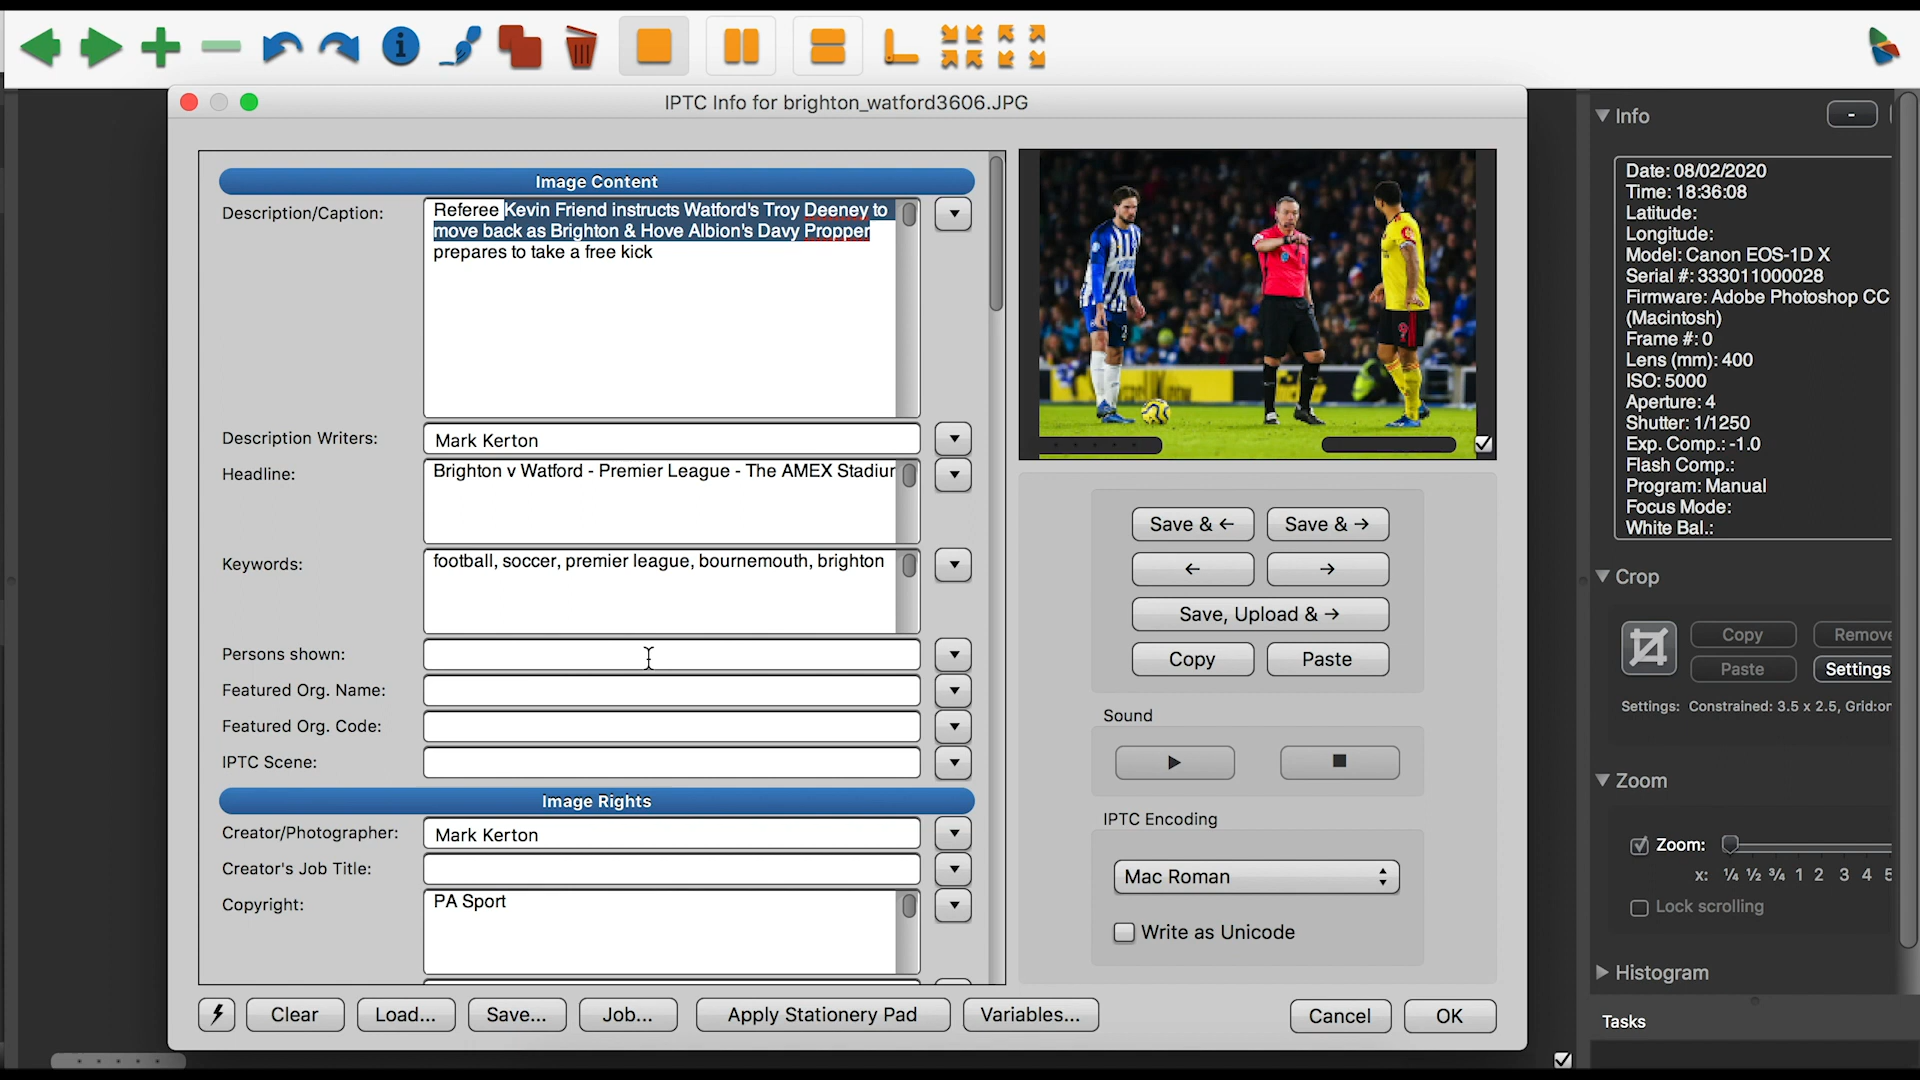 IPTC Info for brighton_watford3606.JPG
Image Content
Description/Caption:
Referee Kevin Friend instructs Watford's Troy Deeney to
move back as Brighton & Hove Albion's Davy Propper
prepares to take a free kick
Description Writers:
Mark Kerton
Headline:
Brighton v Watford - Premier League - The AMEX Stadiur
Keywords:
football, soccer, premier league, bournemouth, brighton
Persons shown:
Featured Org. Name:
Featured Org. Code:
IPTC Scene:
Image Rights
Creator/Photographer:
Mark Kerton
Creator's Job Title:
Copyright:
PA Sport
Clear
Load...
Save...
Job...
Apply Stationery Pad
Variables...
Cancel
OK
Save & ←
Save & →
←
→
Save, Upload & →
Copy
Paste
Sound
IPTC Encoding
Mac Roman
Write as Unicode
Info
-
Date: 08/02/2020
Time: 18:36:08
Latitude:
Longitude:
Model: Canon EOS-1D X
Serial #: 333011000028
Firmware: Adobe Photoshop CC
(Macintosh)
Frame #: 0
Lens (mm): 400
ISO: 5000
Aperture: 4
Shutter: 1/1250
Exp. Comp.: -1.0
Flash Comp.:
Program: Manual
Focus Mode:
White Bal.:
Crop
Copy
Remove
Paste
Settings
Settings: Constrained: 3.5 x 2.5, Grid:or
Zoom
Zoom:
x: ¼ ½ ¾ 1 2 3 4 5
Lock scrolling
Histogram
Tasks